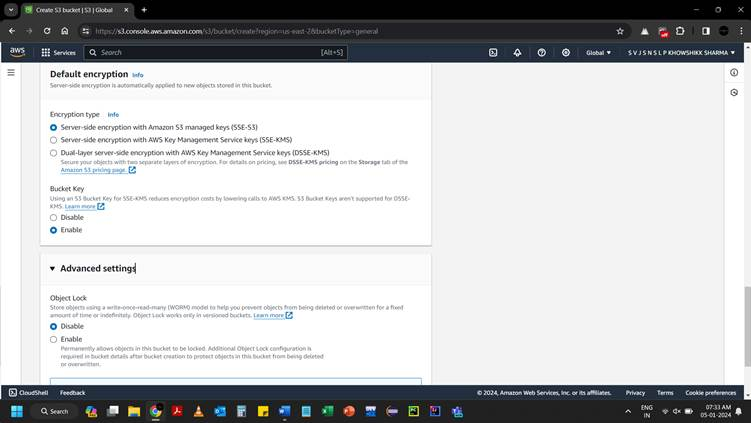 Create S3 bucket | S3 | Global
https://s3.console.aws.amazon.com/s3/bucket/create?region=us-east-2&bucketType=general
aws Services Search [Alt+S] Global S V J S N S L P KHOWSHIKK SHARMA
Default encryption Info
Server-side encryption is automatically applied to new objects stored in this bucket.
Encryption type Info
Server-side encryption with Amazon S3 managed keys (SSE-S3)
Server-side encryption with AWS Key Management Service keys (SSE-KMS)
Dual-layer server-side encryption with AWS Key Management Service keys (DSSE-KMS)
Secure your objects with two separate layers of encryption. For details on pricing, see DSSE-KMS pricing on the Storage tab of the
Amazon S3 pricing page.
Bucket Key
Using an S3 Bucket Key for SSE-KMS reduces encryption costs by lowering calls to AWS KMS. S3 Bucket Keys aren't supported for DSSE-
KMS. Learn more
Disable
Enable
Advanced settings
Object Lock
Store objects using a write-once-read-many (WORM) model to help you prevent objects from being deleted or overwritten for a fixed
amount of time or indefinitely. Object Lock works only in versioned buckets. Learn more
Disable
Enable
Permanently allows objects in this bucket to be locked. Additional Object Lock configuration is
required in bucket details after bucket creation to protect objects in this bucket from being deleted
or overwritten.
CloudShell Feedback © 2024, Amazon Web Services, Inc. or its affiliates. Privacy Terms Cookie preferences
Search ENG 07:33 AM
IN 05-01-2024